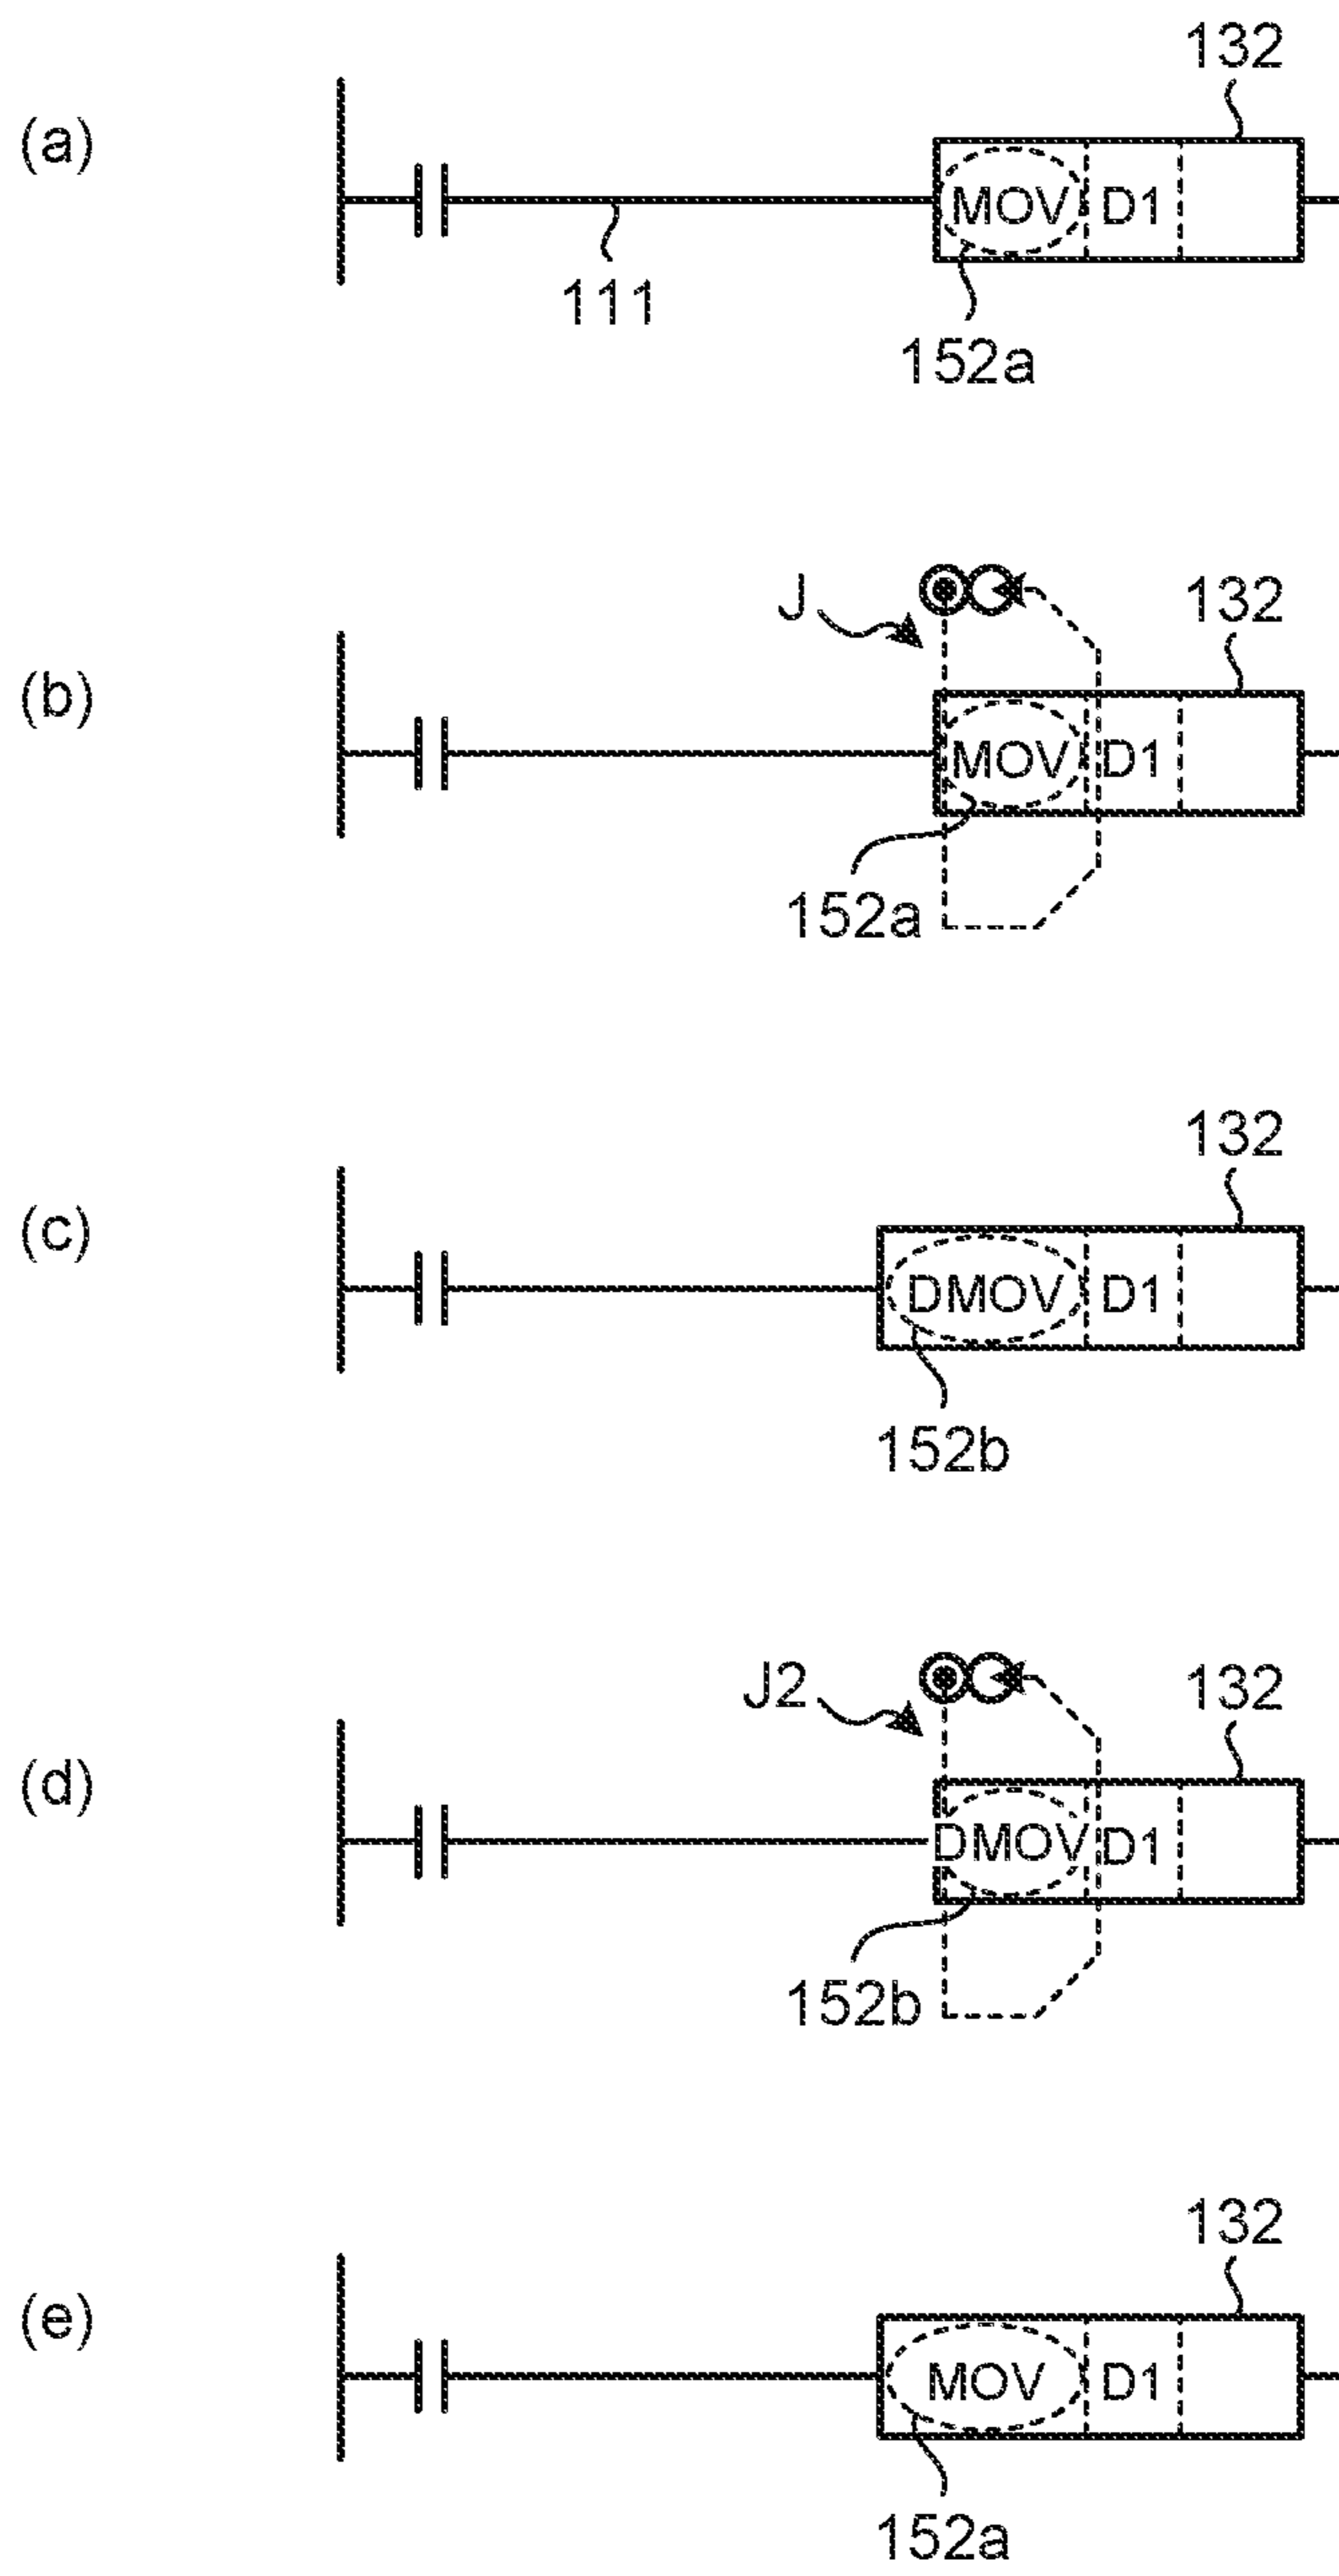 132
(a)
MOV D1
111
152a
J
132
(b)
MOV D1
152a
132
(c)
DMOV D1
152b
J2
132
(d)
DMOV D1
152b
132
(e)
MOV D1
152a